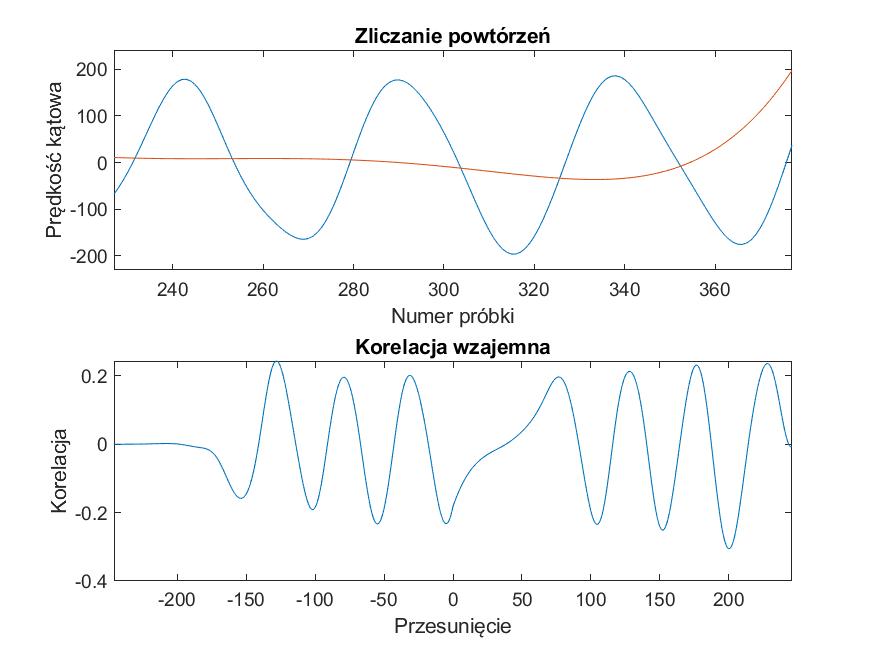 Zliczanie powtórzeń
200
100
0
-100
-200
Prędkość kątowa
240 260 280 300 320 340 360
Numer próbki
Korelacja wzajemna
0.2
0
-0.2
-0.4
Korelacja
-200 -150 -100 -50 0 50 100 150 200
Przesunięcie